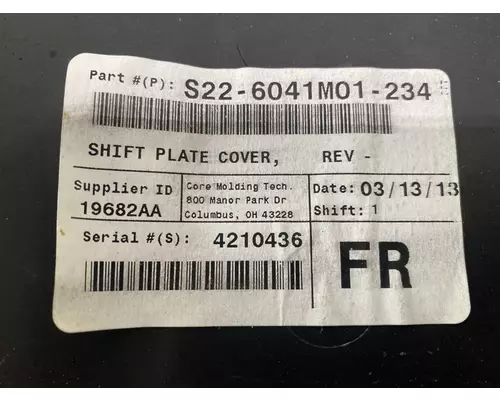 Part #(P): S22-6041M01-234
SHIFT PLATE COVER, REV -
Supplier ID
19682AA
Core Molding Tech.
800 Manor Park Dr
Columbus, OH 43228
Date: 03/13/13
Shift: 1
Serial #(S): 4210436
FR